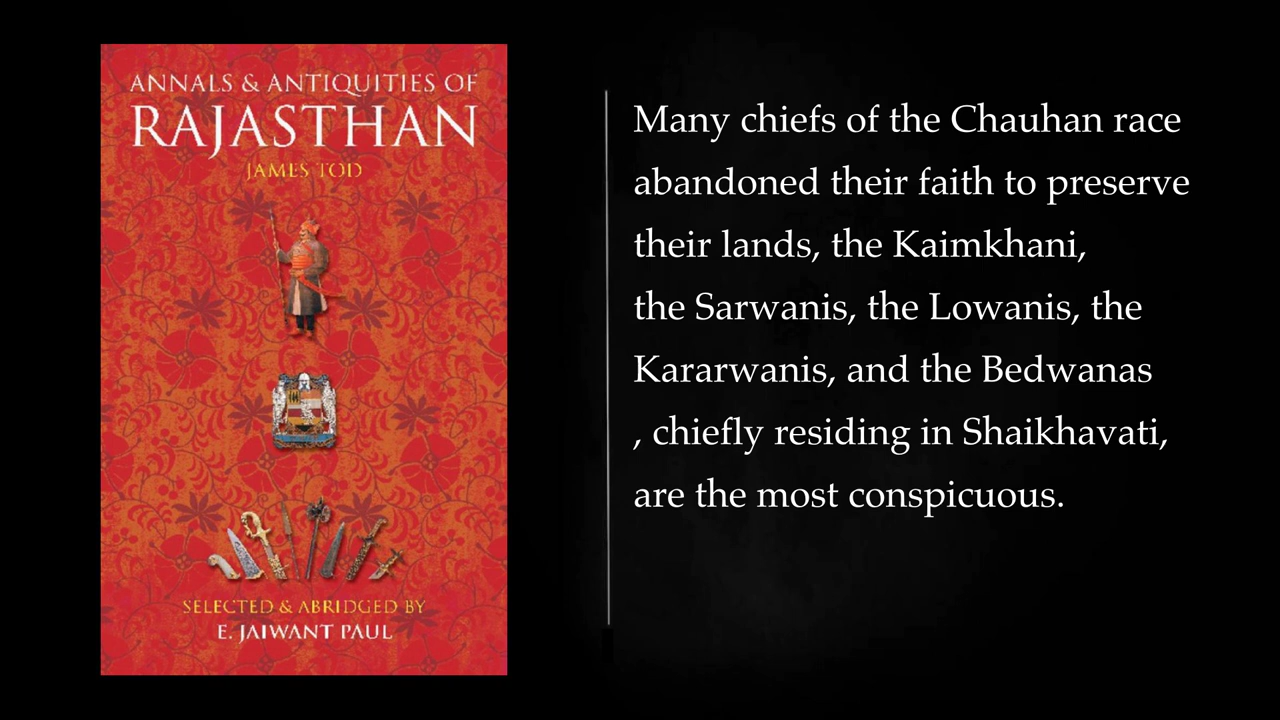 ANNALS & ANTIQUITIES OF
RAJASTHAN
JAMES TOD
SELECTED & ABRIDGED BY
E. JAIWANT PAUL
Many chiefs of the Chauhan race
abandoned their faith to preserve
their lands, the Kaimkhani,
the Sarwanis, the Lowanis, the
Kararwanis, and the Bedwanas
, chiefly residing in Shaikhavati,
are the most conspicuous.